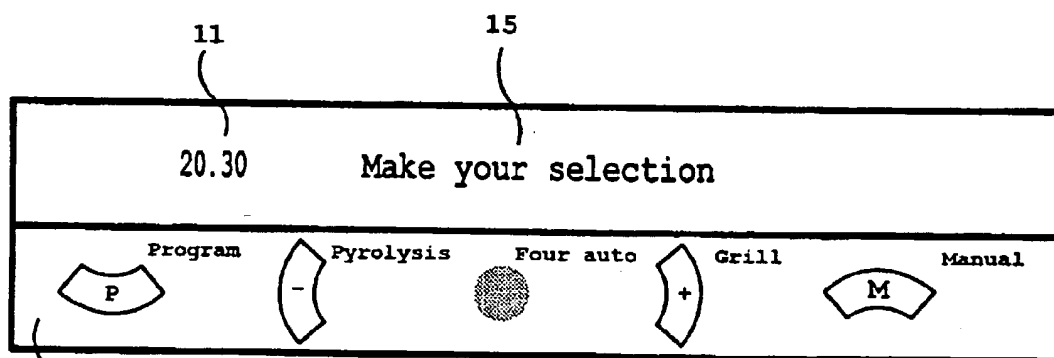 11 15
20.30 Make your selection
Program Pyrolysis Four auto Grill Manual
P - + M